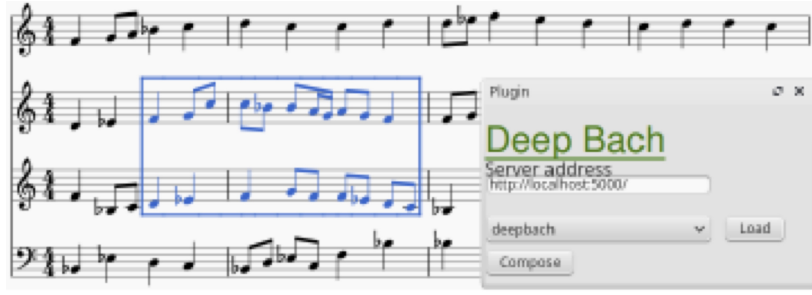 Plugin
Deep Bach
Server address
http://localhost:5000/
deepbach
Load
Compose